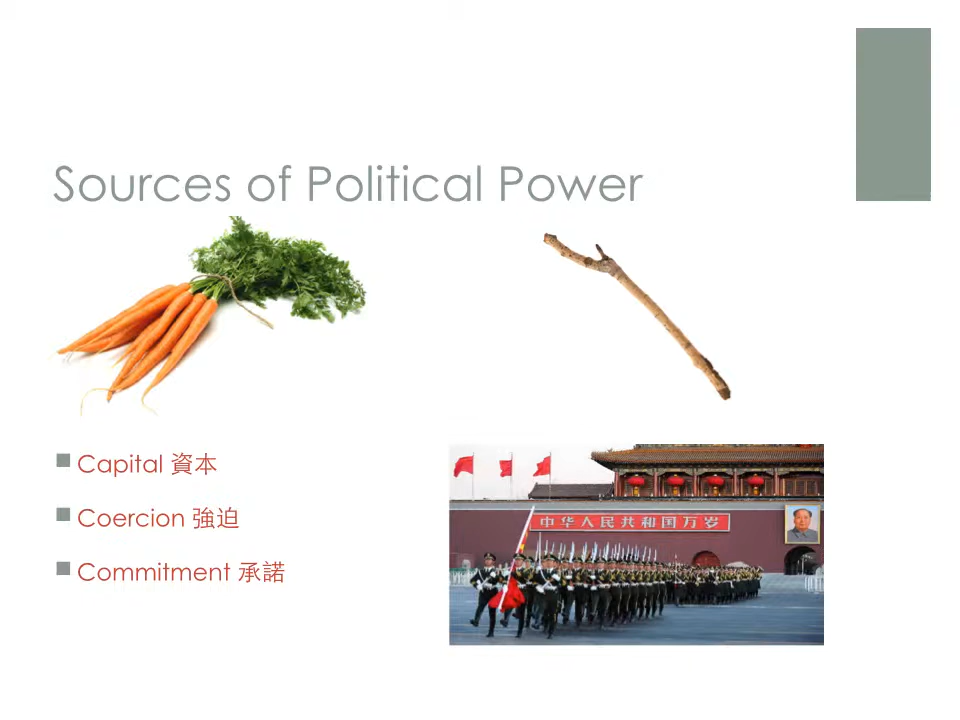 Sources of Political Power
Capital 資本
Coercion 強迫
Commitment 承諾
中华人民共和国万岁